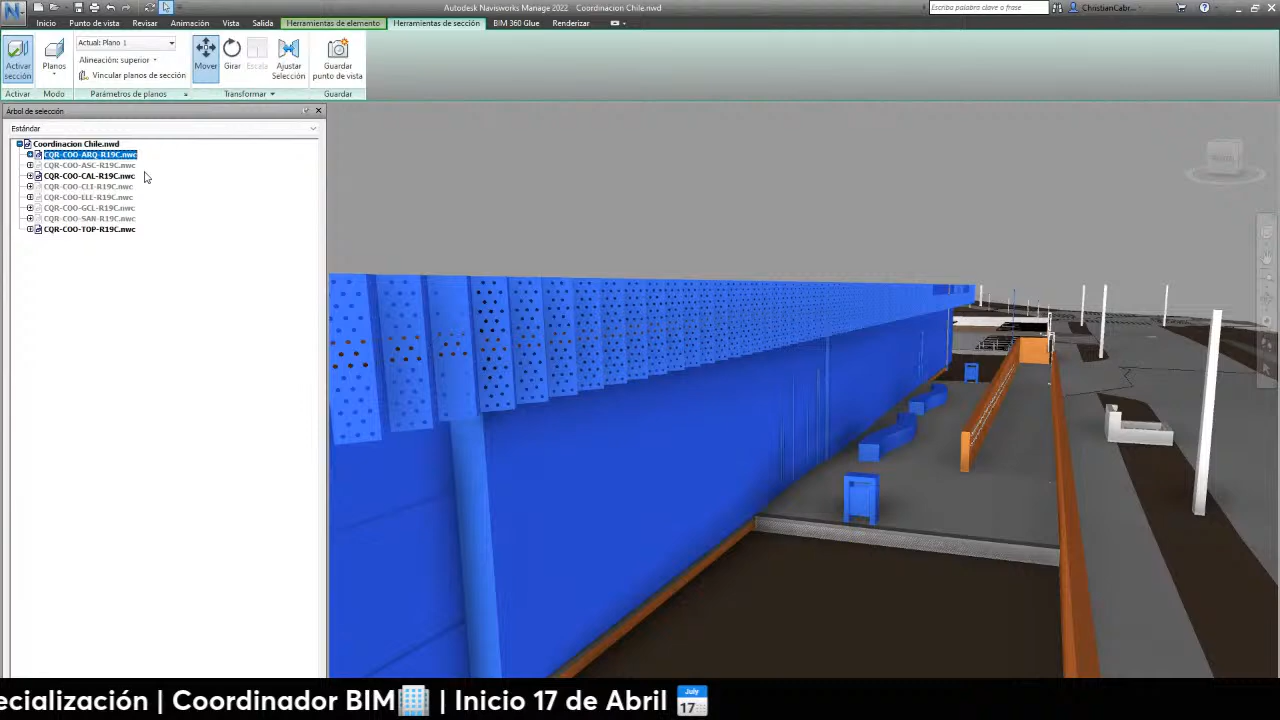 Autodesk Navisworks Manage 2022 Coordinacion Chile.nwd
Escriba palabra clave o frase
ChristianCabr...
Inicio Punto de vista Revisar Animación Vista Salida Herramientas de elemento Herramientas de sección BIM 360 Glue Renderizar
Activar sección
Planos
Actual: Plano 1
Alineación: superior
Vincular planos de sección
Mover
Girar
Escala
Ajustar Selección
Guardar punto de vista
Activar Modo Parámetros de planos Transformar Guardar
Árbol de selección
Estándar
Coordinacion Chile.nwd
CQR-COO-ARQ-R19C.nwc
CQR-COO-ASC-R19C.nwc
CQR-COO-CAL-R19C.nwc
CQR-COO-CLI-R19C.nwc
CQR-COO-ELE-R19C.nwc
CQR-COO-GCL-R19C.nwc
CQR-COO-SAN-R19C.nwc
CQR-COO-TOP-R19C.nwc
ecialización | Coordinador BIM🏢 | Inicio 17 de Abril
July
17